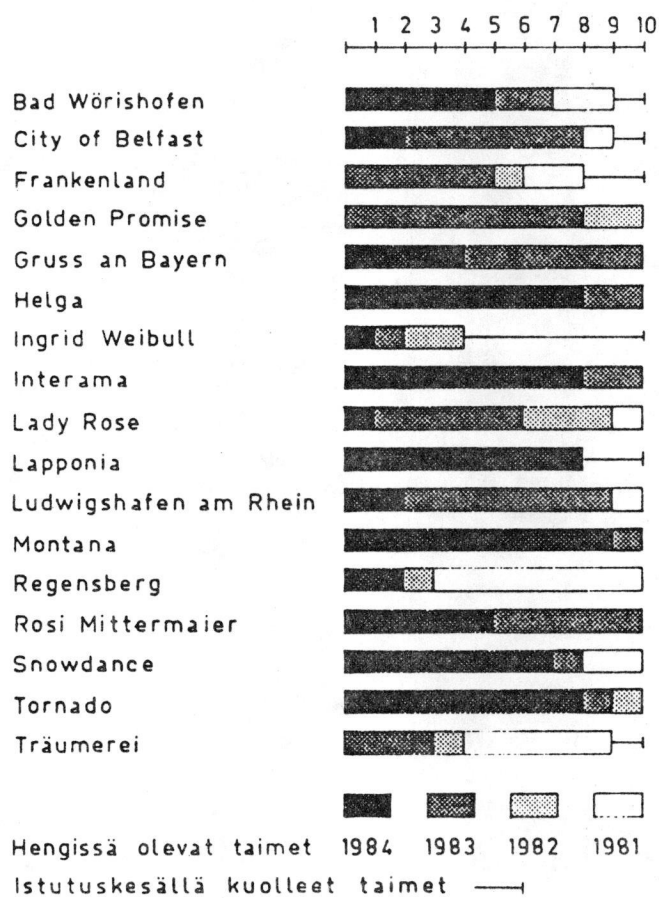 1 2 3 4 5 6 7 8 9 10
Bad Wörishofen
City of Belfast
Frankenland
Golden Promise
Gruss an Bayern
Helga
Ingrid Weibull
Interama
Lady Rose
Lapponia
Ludwigshafen am Rhein
Montana
Regensberg
Rosi Mittermaier
Snowdance
Tornado
Träumerei
Hengissä olevat taimet 1984 1983 1982 1981
Istutuskesällä kuolleet taimet